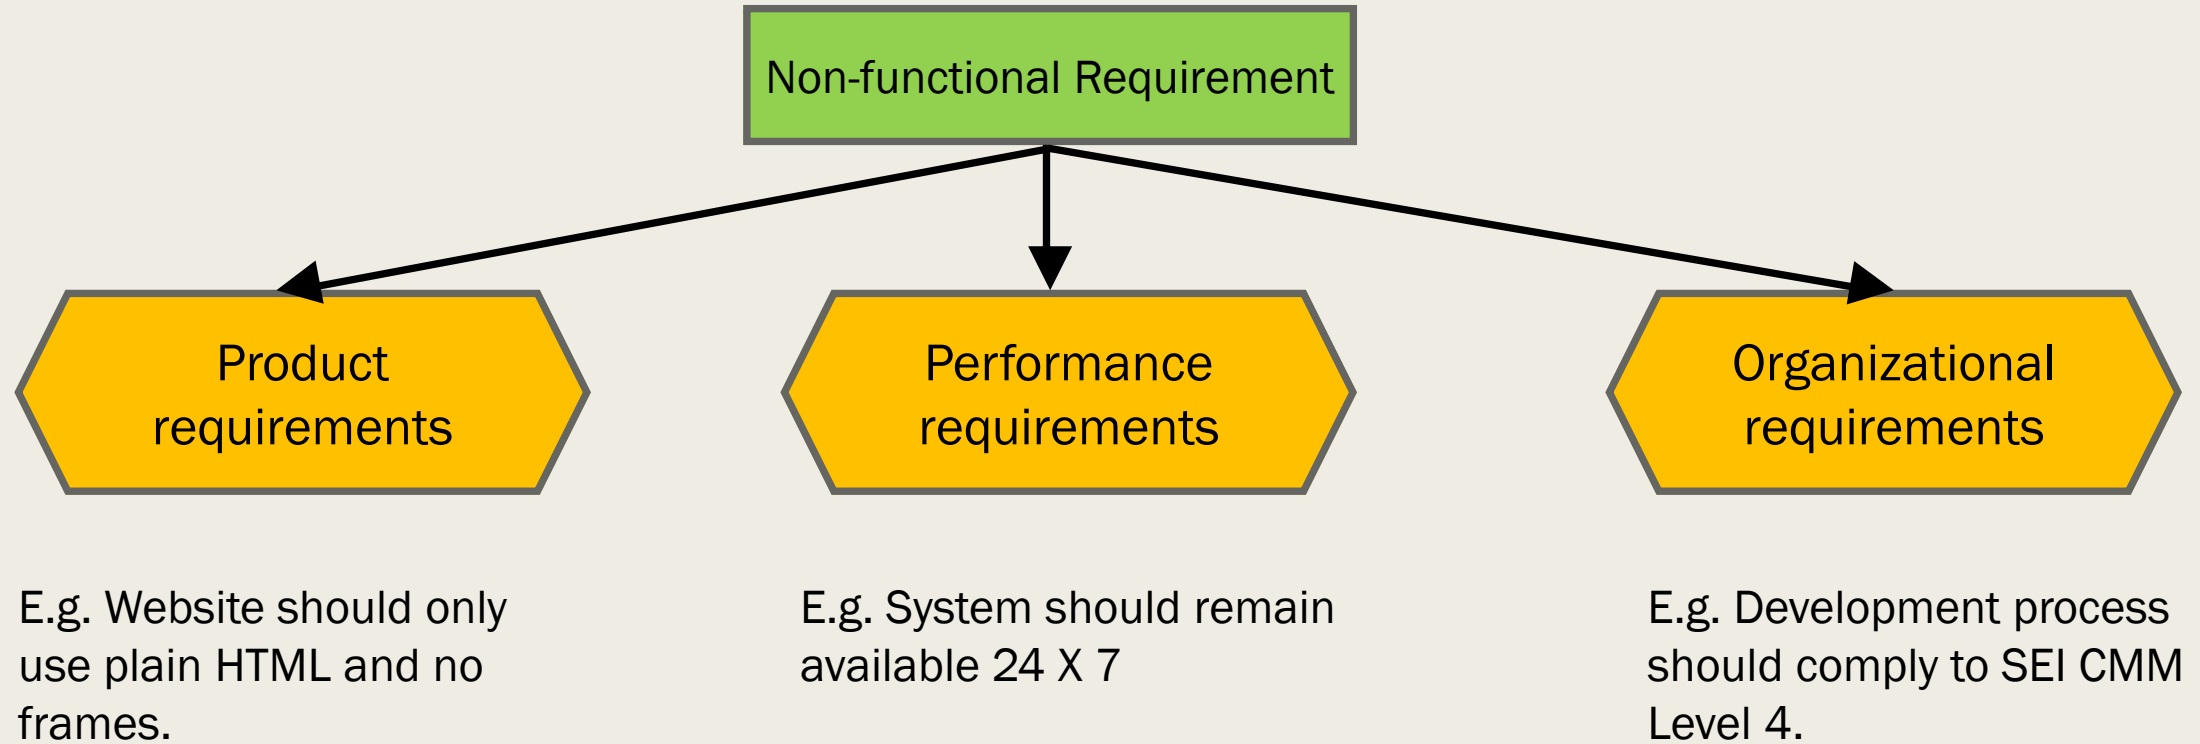 Non-functional Requirement
Product
requirements
Performance
requirements
Organizational
requirements
E.g. Website should only
use plain HTML and no
frames.
E.g. System should remain
available 24 X 7
E.g. Development process
should comply to SEI CMM
Level 4.